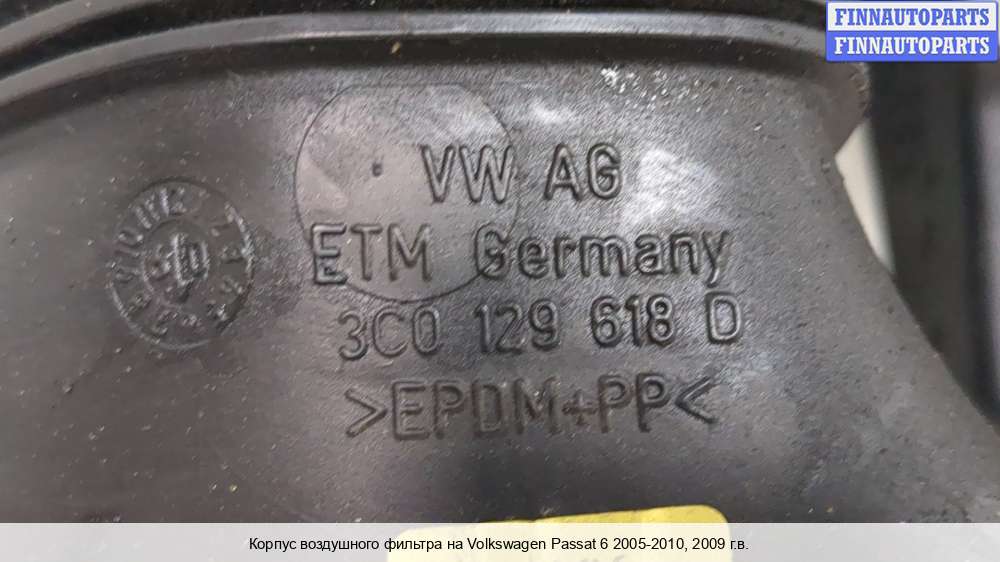 FINNAUTOPARTS
FINNAUTOPARTS
VW AG
ETM Germany
3C0 129 618 D
>EPDM+PP<
Корпус воздушного фильтра на Volkswagen Passat 6 2005-2010, 2009 г.в.